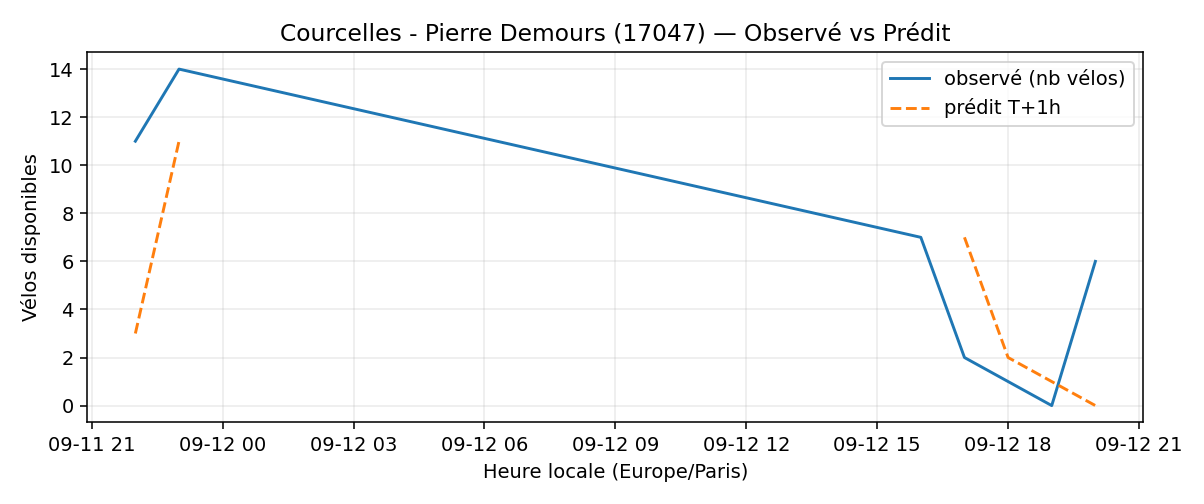 Courcelles - Pierre Demours (17047) — Observé vs Prédit
observé (nb vélos)
prédit T+1h
Vélos disponibles
14
12
10
8
6
4
2
0
09-11 21 09-12 00 09-12 03 09-12 06 09-12 09 09-12 12 09-12 15 09-12 18 09-12 21
Heure locale (Europe/Paris)